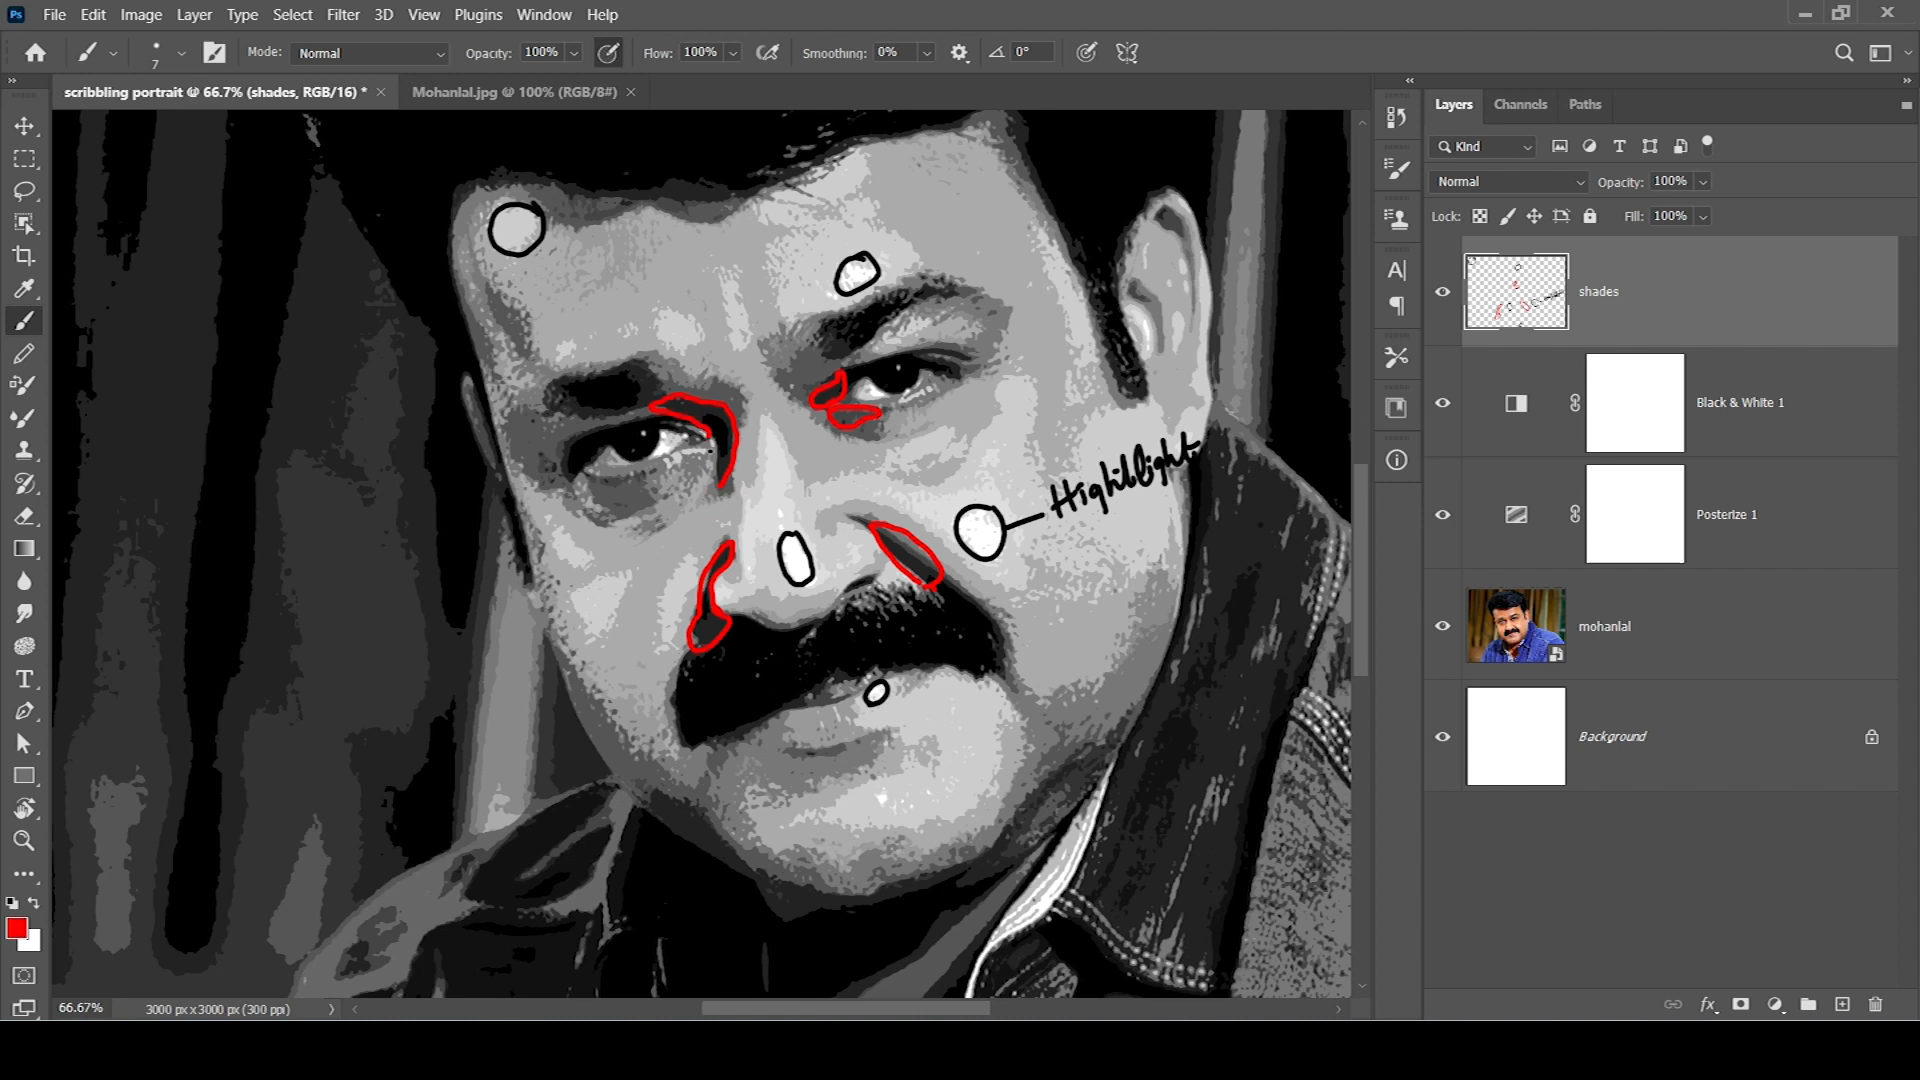 Ps File Edit Image Layer Type Select Filter 3D View Plugins Window Help
7 Mode: Normal Opacity: 100% Flow: 100% Smoothing: 0% 0°
scribbling portrait @ 66.7% (shades, RGB/16) * Mohanlal.jpg @ 100% (RGB/8#)
Layers Channels Paths
Kind
Normal Opacity: 100%
Lock: Fill: 100%
shades
Black & White 1
Highlight
Posterize 1
mohanlal
Background
66.67% 3000 px x 3000 px (300 ppi)
fx